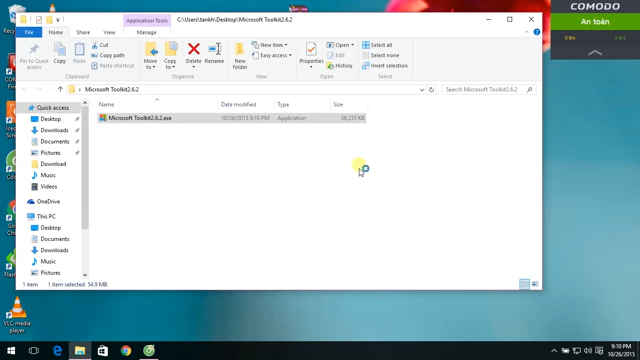 Application Tools
C:\Users\tankh\Desktop\Microsoft Toolkit2.6.2
File
Home
Share
View
Manage
Pin to Quick access
Copy
Paste
Cut
Copy path
Paste shortcut
Clipboard
Move to
Copy to
Delete
Rename
Organize
New folder
New item
Easy access
New
Properties
Open
Edit
History
Open
Select all
Select none
Invert selection
Select
Microsoft Toolkit2.6.2
Search Microsoft Toolkit2.6.2
Name
Date modified
Type
Size
Microsoft Toolkit2.6.2.exe
10/26/2015 9:10 PM
Application
Quick access
Desktop
Downloads
Documents
Pictures
Download
Music
Videos
OneDrive
This PC
Desktop
Documents
Downloads
Music
Pictures
1 item
1 item selected 54.9 MB
COMODO
An toàn
VLC media
player
9:10 PM
10/26/2015